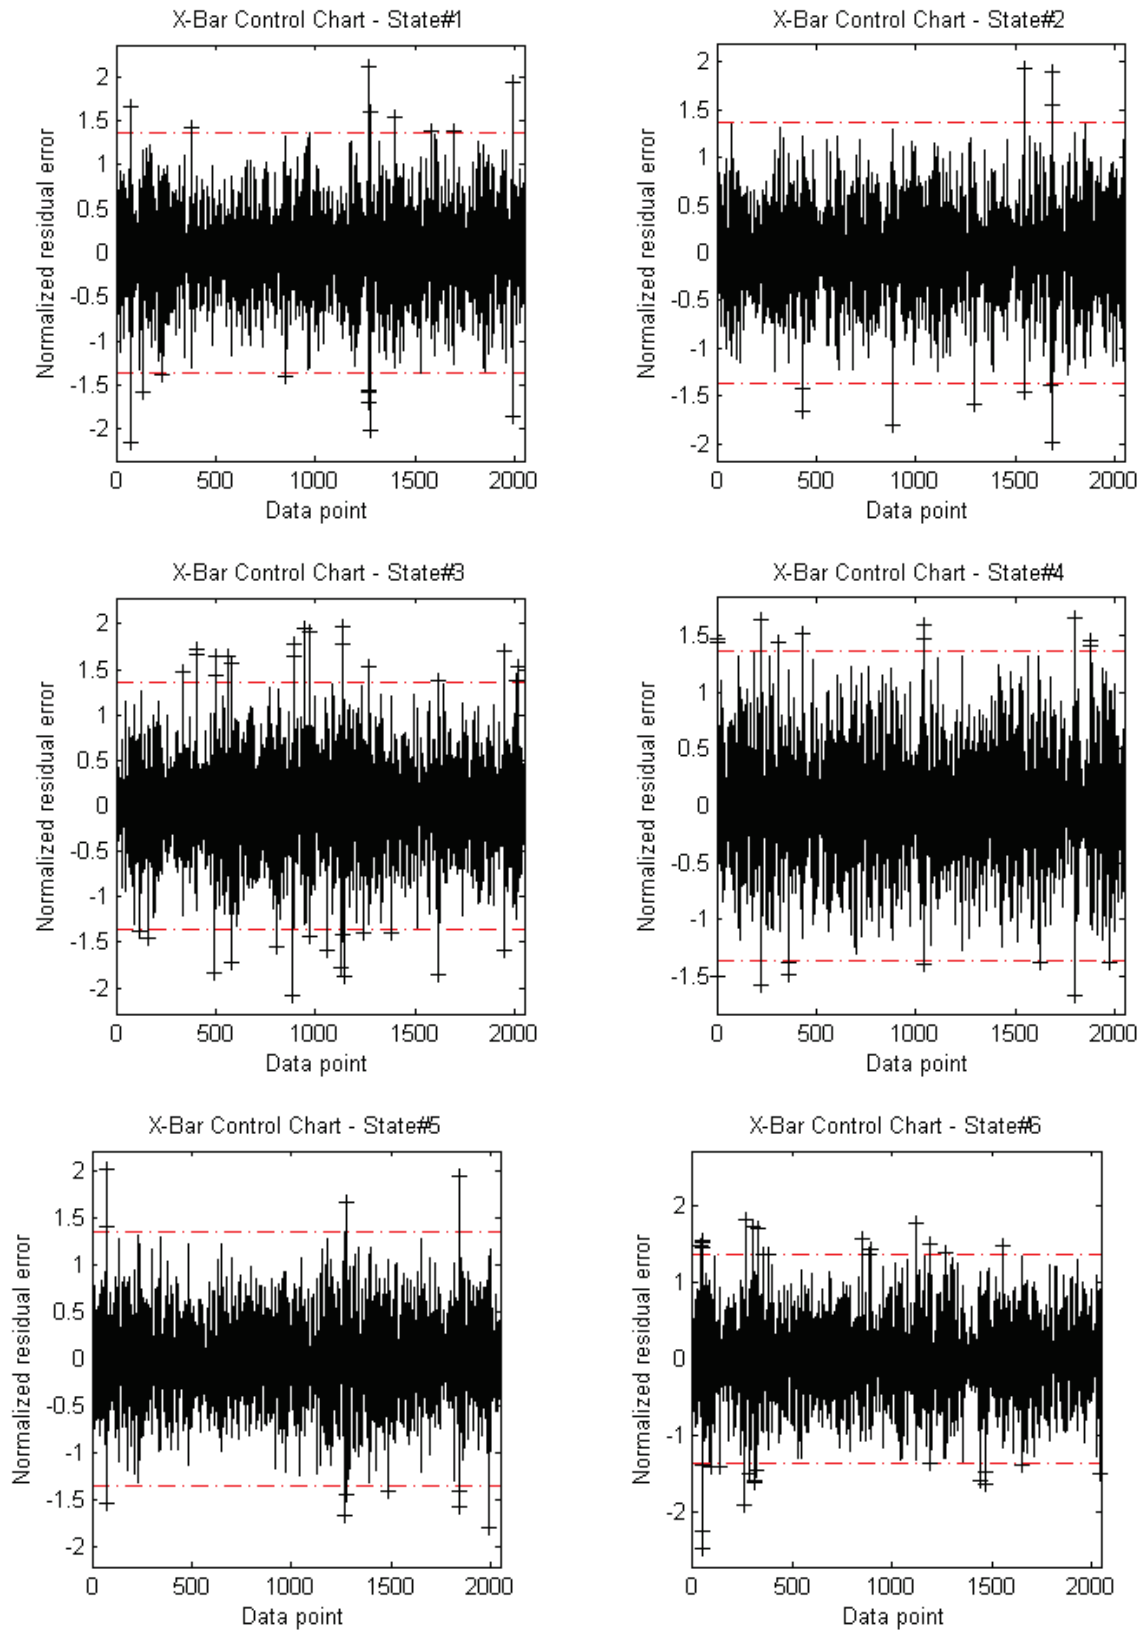 X-Bar Control Chart - State#1
Normalized residual error
2
1.5
1
0.5
0
-0.5
-1
-1.5
-2
0 500 1000 1500 2000
Data point
X-Bar Control Chart - State#2
Normalized residual error
2
1.5
1
0.5
0
-0.5
-1
-1.5
-2
0 500 1000 1500 2000
Data point
X-Bar Control Chart - State#3
Normalized residual error
2
1.5
1
0.5
0
-0.5
-1
-1.5
-2
0 500 1000 1500 2000
Data point
X-Bar Control Chart - State#4
Normalized residual error
1.5
1
0.5
0
-0.5
-1
-1.5
0 500 1000 1500 2000
Data point
X-Bar Control Chart - State#5
Normalized residual error
2
1.5
1
0.5
0
-0.5
-1
-1.5
-2
0 500 1000 1500 2000
Data point
X-Bar Control Chart - State#6
Normalized residual error
2
1
0
-1
-2
0 500 1000 1500 2000
Data point